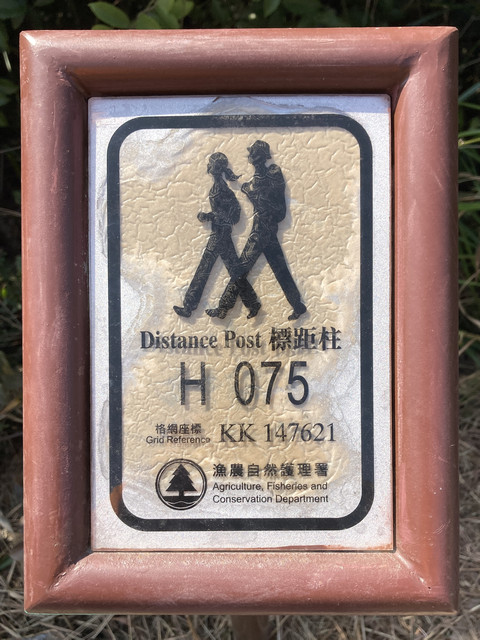 Distance Post 標距柱
H 075
格網座標
Grid Reference KK 147621
漁農自然護理署
Agriculture, Fisheries and
Conservation Department